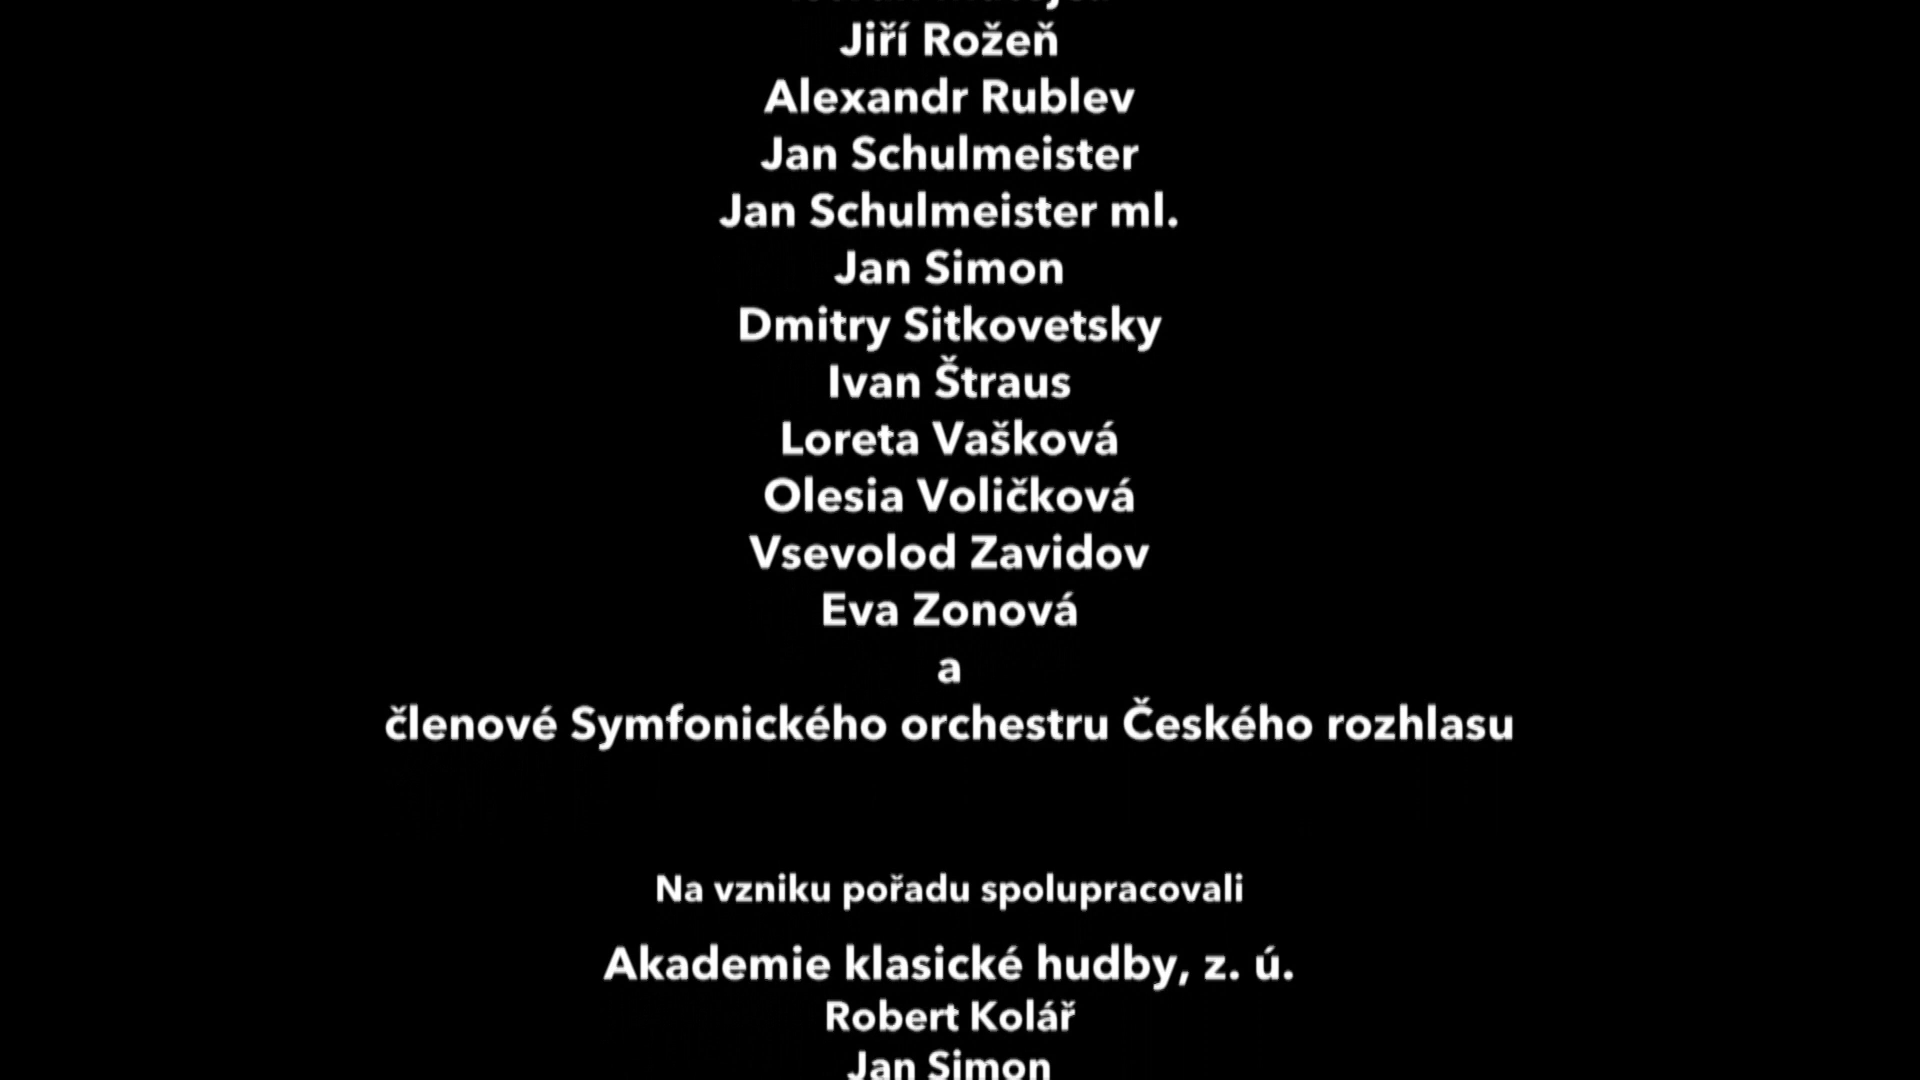 Jiří Rožeň
Alexandr Rublev
Jan Schulmeister
Jan Schulmeister ml.
Jan Simon
Dmitry Sitkovetsky
Ivan Štraus
Loreta Vašková
Olesia Voličková
Vsevolod Zavidov
Eva Zonová
a
členové Symfonického orchestru Českého rozhlasu
Na vzniku pořadu spolupracovali
Akademie klasické hudby, z. ú.
Robert Kolář
Jan Simon